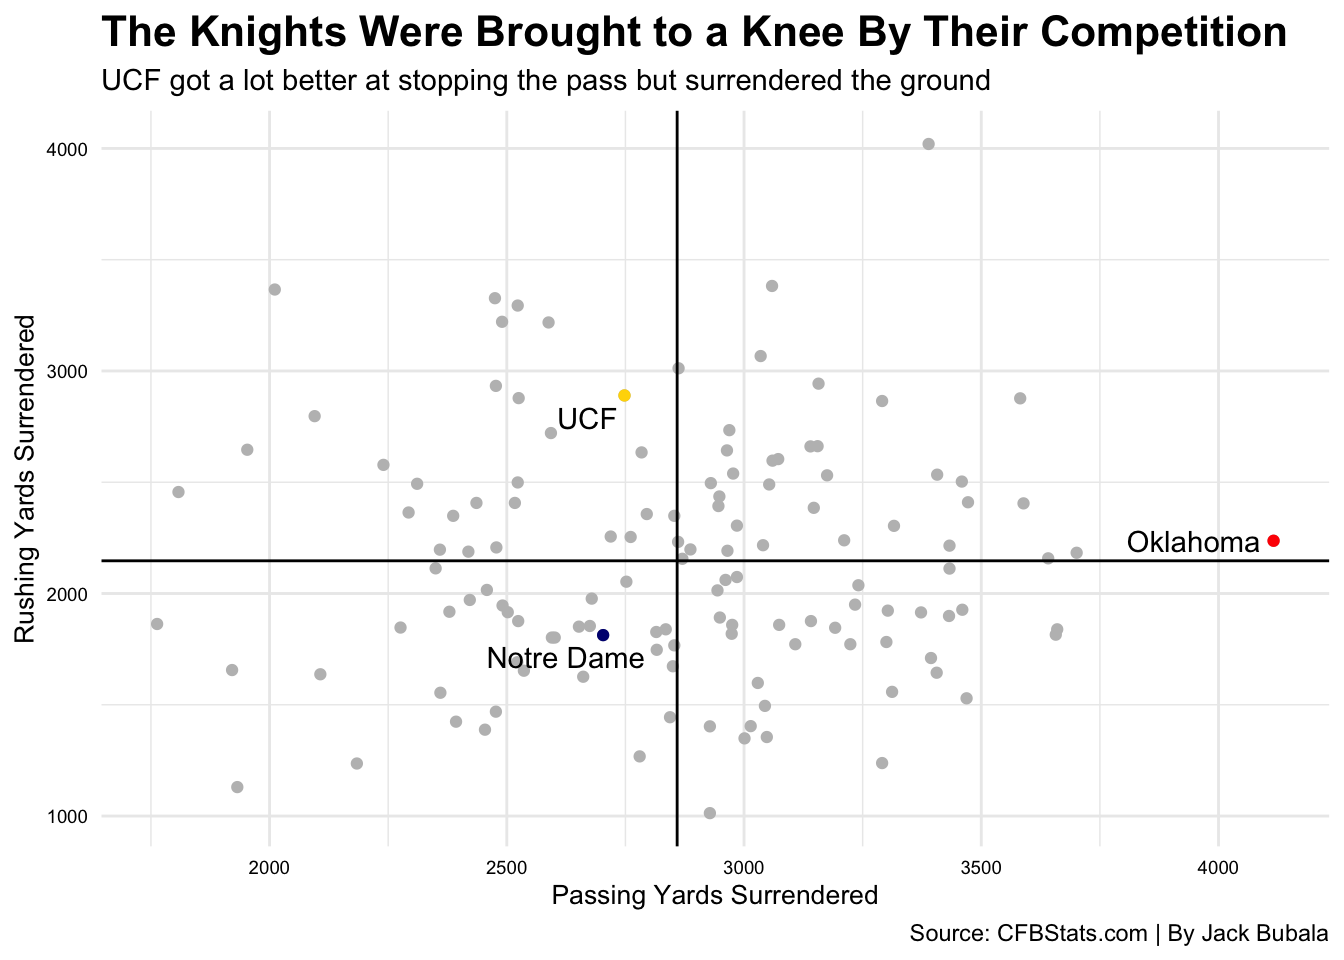 The Knights Were Brought to a Knee By Their Competition
UCF got a lot better at stopping the pass but surrendered the ground
4000
3000
2000
1000
Rushing Yards Surrendered
UCF
Oklahoma
Notre Dame
2000 2500 3000 3500 4000
Passing Yards Surrendered
Source: CFBStats.com | By Jack Bubala